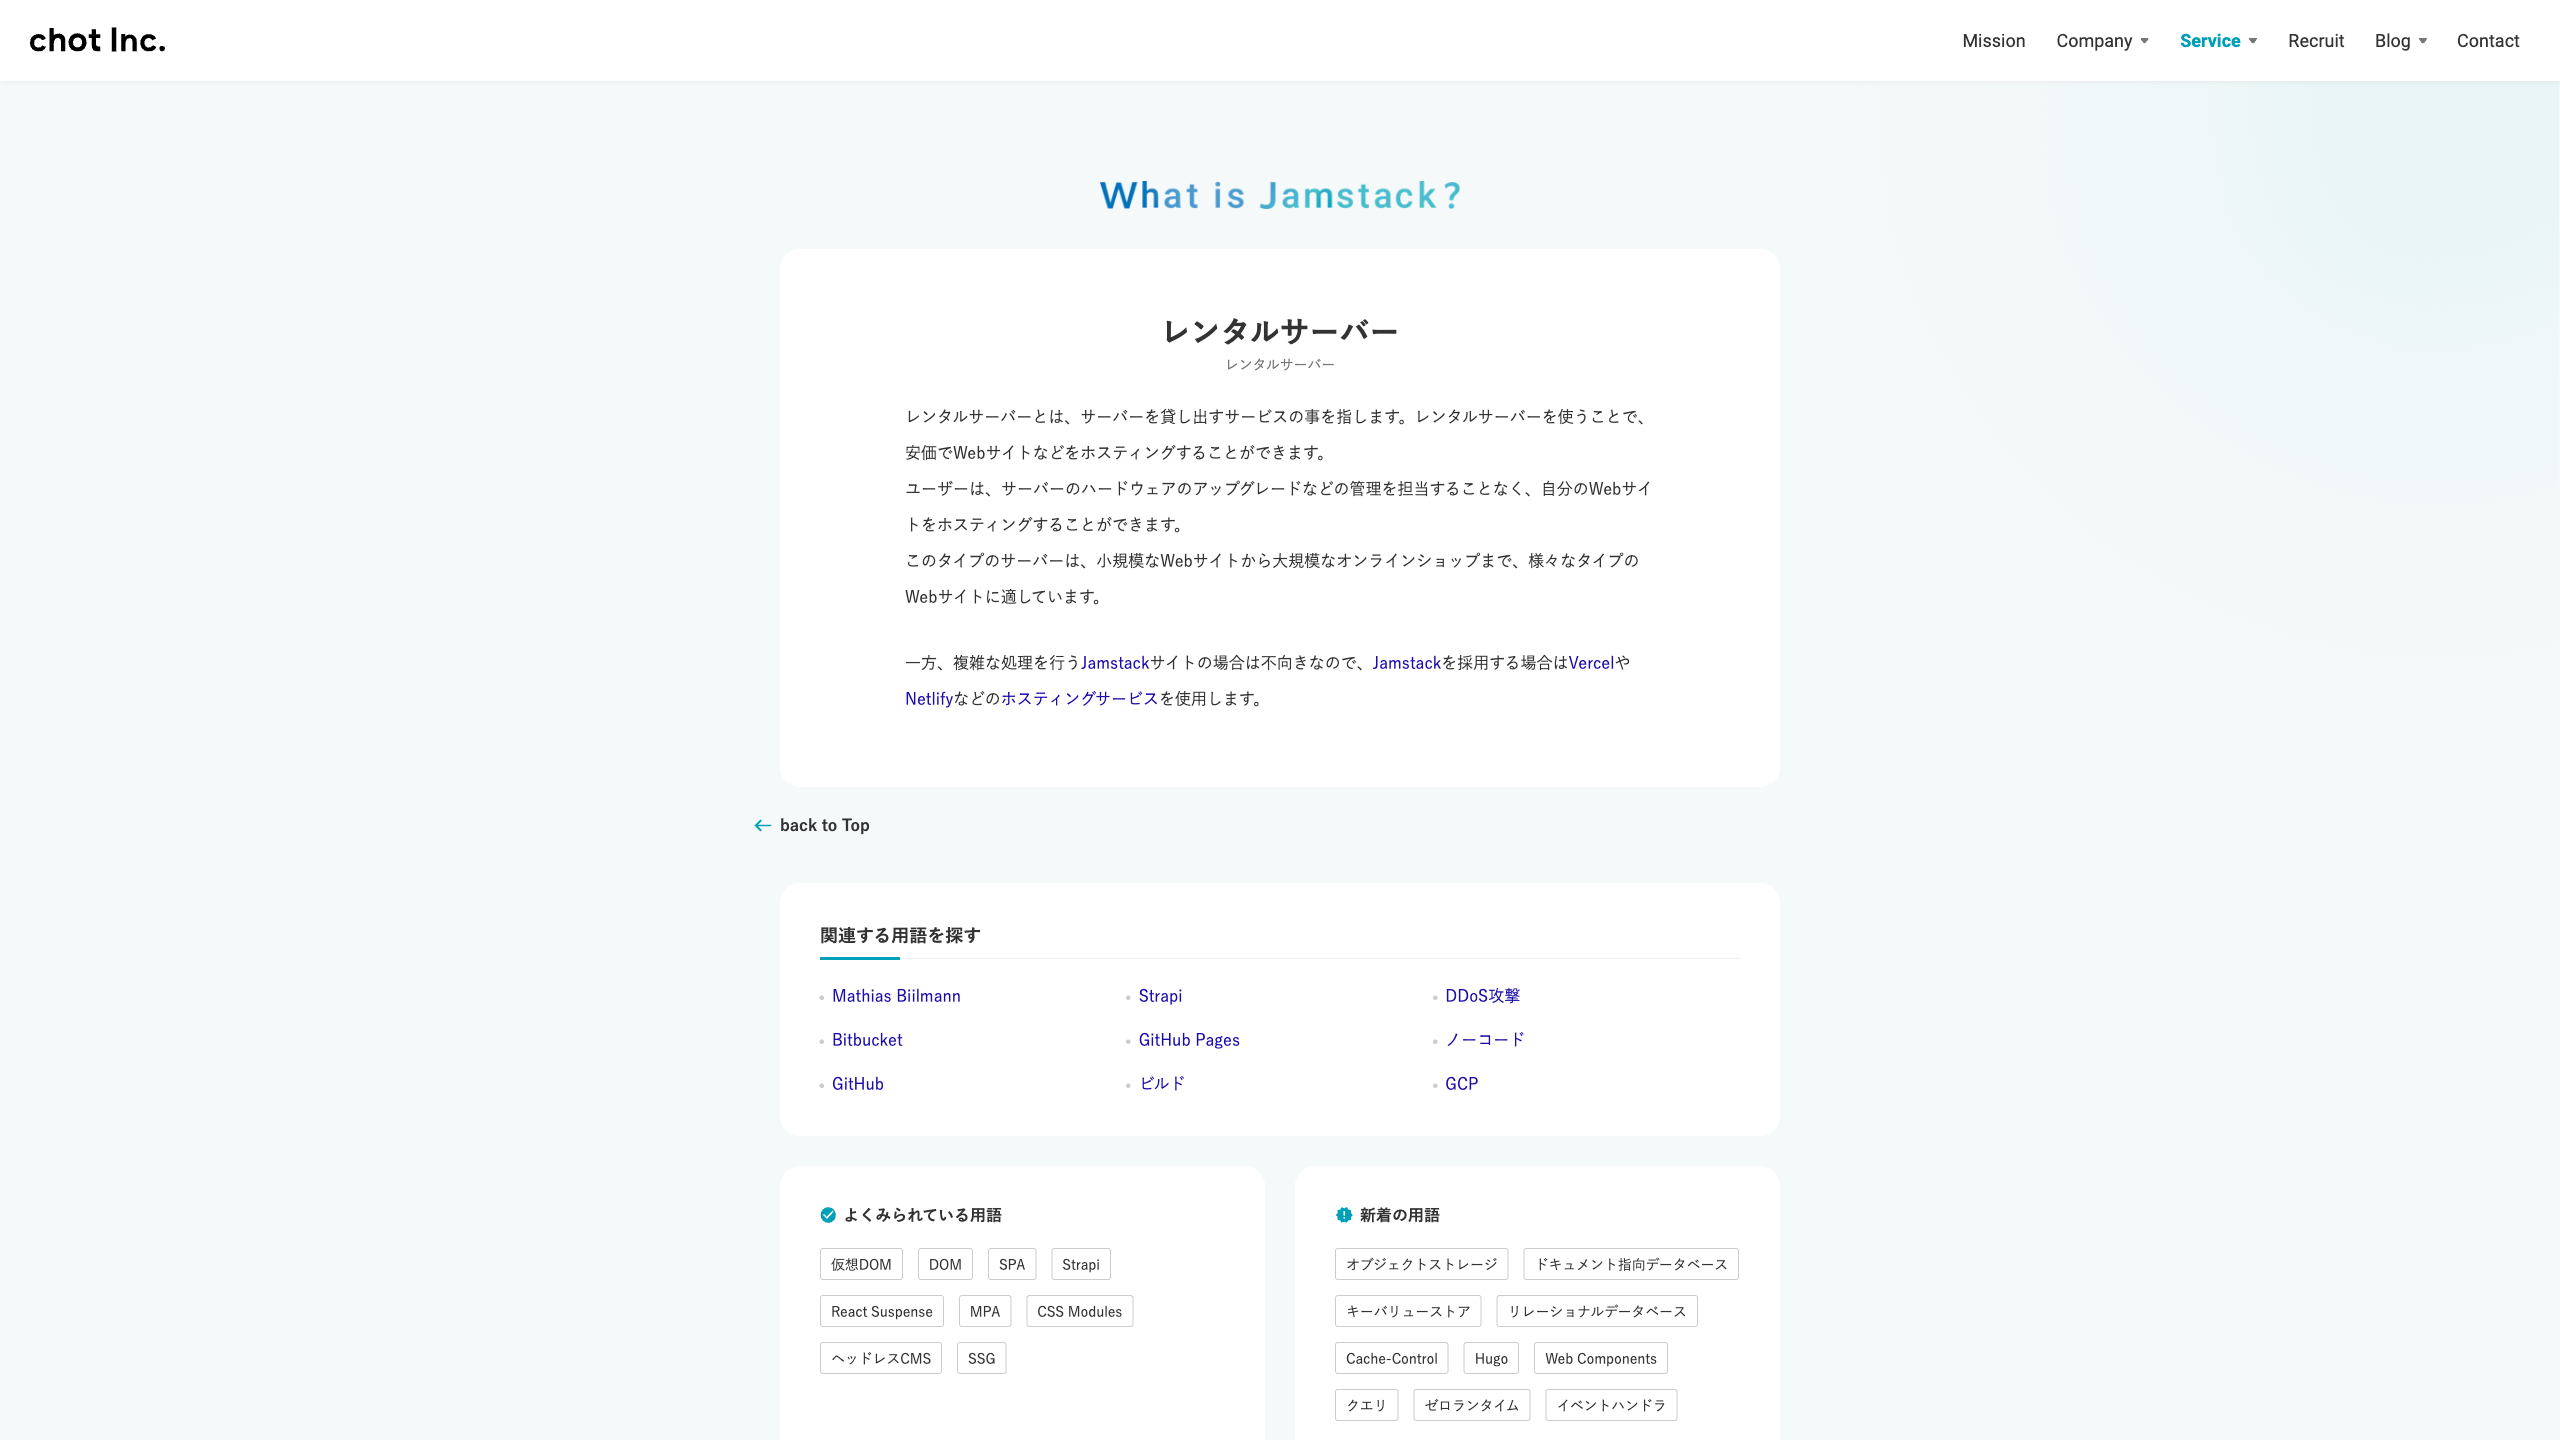 chot Inc.
Mission
Company
Service
Recruit
Blog
Contact
What is Jamstack?
レンタルサーバー
レンタルサーバー
レンタルサーバーとは、サーバーを貸し出すサービスの事を指します。レンタルサーバーを使うことで、
安価でWebサイトなどをホスティングすることができます。
ユーザーは、サーバーのハードウェアのアップグレードなどの管理を担当することなく、自分のWebサイ
トをホスティングすることができます。
このタイプのサーバーは、小規模なWebサイトから大規模なオンラインショップまで、様々なタイプの
Webサイトに適しています。
一方、複雑な処理を行うJamstackサイトの場合は不向きなので、Jamstackを採用する場合はVercelや
Netlifyなどのホスティングサービスを使用します。
back to Top
関連する用語を探す
Mathias Biilmann
Strapi
DDoS攻撃
Bitbucket
GitHub Pages
ノーコード
GitHub
ビルド
GCP
よくみられている用語
仮想DOM
DOM
SPA
Strapi
React Suspense
MPA
CSS Modules
ヘッドレスCMS
SSG
新着の用語
オブジェクトストレージ
ドキュメント指向データベース
キーバリューストア
リレーショナルデータベース
Cache-Control
Hugo
Web Components
クエリ
ゼロランタイム
イベントハンドラ